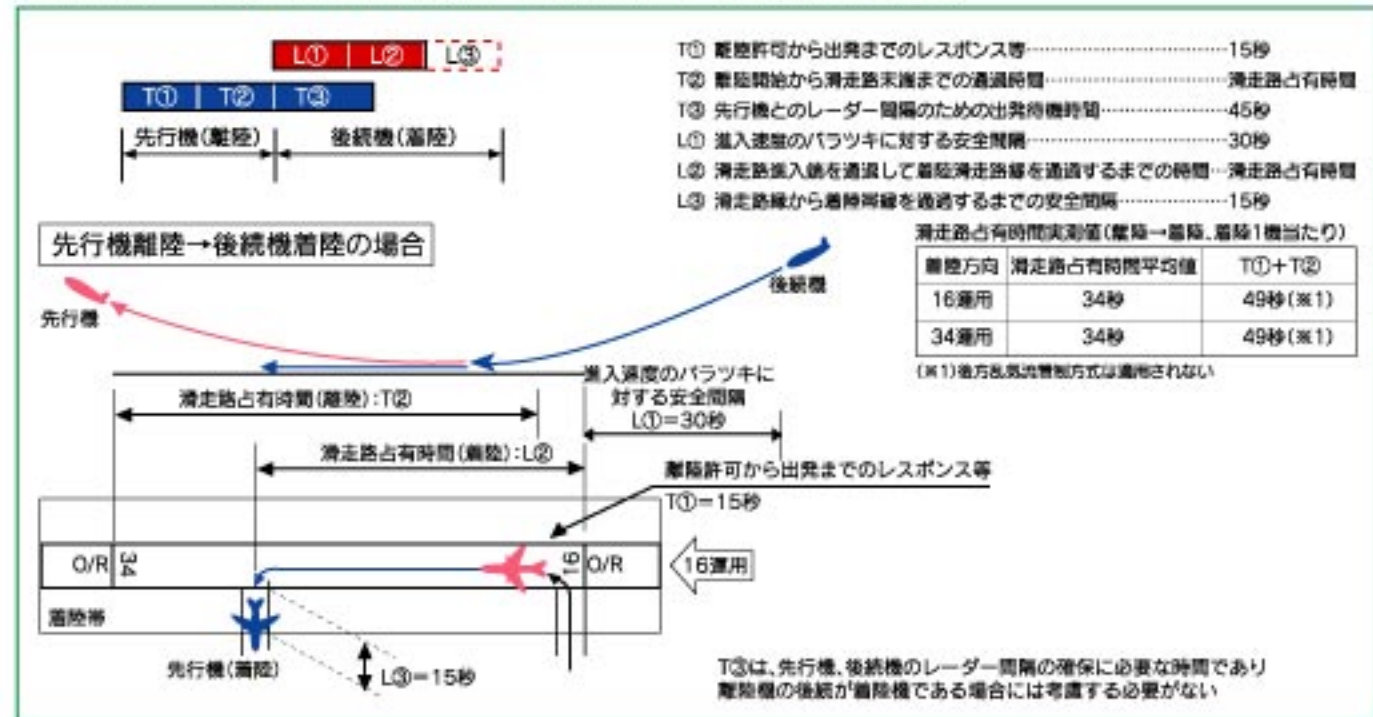 L① L② L③
T① T② T③
先行機(離陸) 後続機(着陸)
T① 離陸許可から出発までのレスポンス等…………………………15秒
T② 離陸開始から滑走路末端までの通過時間…………………………滑走路占有時間
T③ 先行機とのレーダー間隔のための出発待機時間………………45秒
L① 進入速度のバラツキに対する安全間隔…………………………30秒
L② 滑走路進入端を通過して着陸滑走路縁を通過するまでの時間…滑走路占有時間
L③ 滑走路縁から着陸帯縁を通過するまでの安全間隔………………15秒
先行機離陸→後続機着陸の場合
先行機
後続機
滑走路占有時間実測値(離陸→着陸、着陸1機当たり)
着陸方向 滑走路占有時間平均値 T①+T②
16運用 34秒 49秒(※1)
34運用 34秒 49秒(※1)
(※1)後方乱気流管制方式は適用されない
進入速度のバラツキに
対する安全間隔
L①=30秒
滑走路占有時間(離陸):T②
滑走路占有時間(着陸):L②
離陸許可から出発までのレスポンス等
T①=15秒
O/R 34 16 O/R
16運用
着陸帯
先行機(着陸)
L③=15秒
T③は、先行機、後続機のレーダー間隔の確保に必要な時間であり
離陸機の後続が着陸機である場合には考慮する必要がない